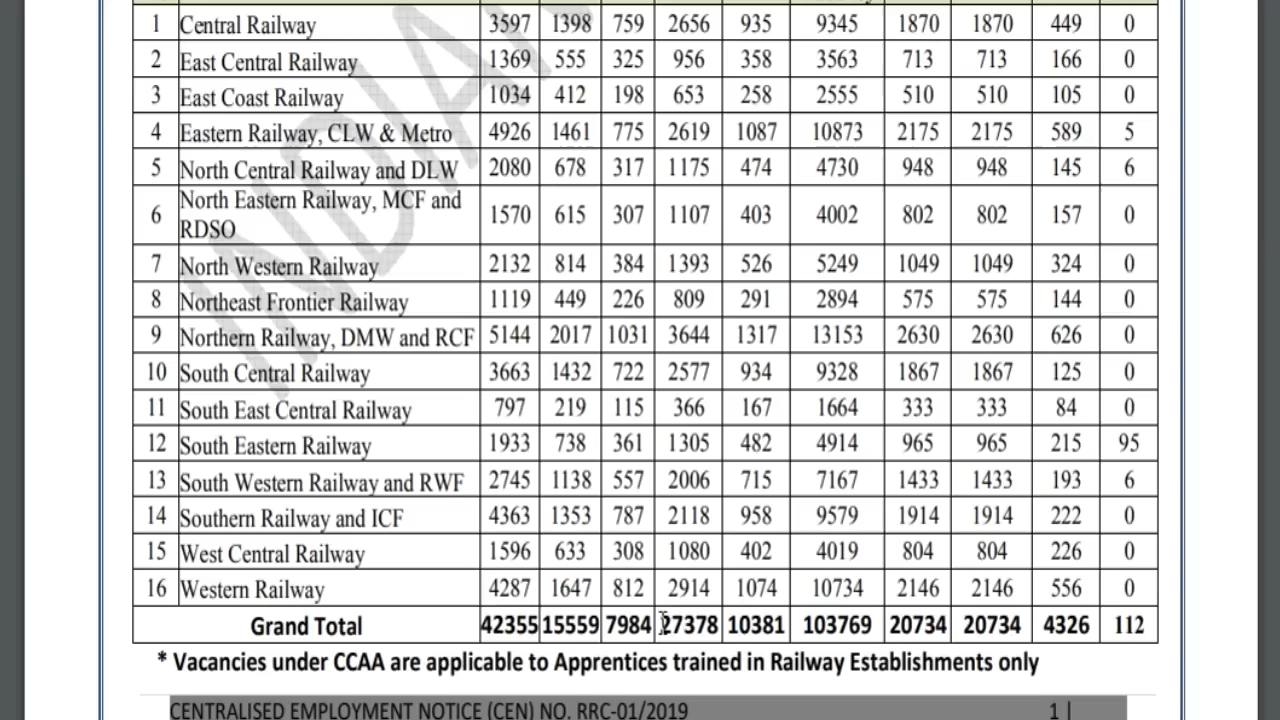 1 Central Railway 3597 1398 759 2656 935 9345 1870 1870 449 0
2 East Central Railway 1369 555 325 956 358 3563 713 713 166 0
3 East Coast Railway 1034 412 198 653 258 2555 510 510 105 0
4 Eastern Railway, CLW & Metro 4926 1461 775 2619 1087 10873 2175 2175 589 5
5 North Central Railway and DLW 2080 678 317 1175 474 4730 948 948 145 6
6 North Eastern Railway, MCF and RDSO 1570 615 307 1107 403 4002 802 802 157 0
7 North Western Railway 2132 814 384 1393 526 5249 1049 1049 324 0
8 Northeast Frontier Railway 1119 449 226 809 291 2894 575 575 144 0
9 Northern Railway, DMW and RCF 5144 2017 1031 3644 1317 13153 2630 2630 626 0
10 South Central Railway 3663 1432 722 2577 934 9328 1867 1867 125 0
11 South East Central Railway 797 219 115 366 167 1664 333 333 84 0
12 South Eastern Railway 1933 738 361 1305 482 4914 965 965 215 95
13 South Western Railway and RWF 2745 1138 557 2006 715 7167 1433 1433 193 6
14 Southern Railway and ICF 4363 1353 787 2118 958 9579 1914 1914 222 0
15 West Central Railway 1596 633 308 1080 402 4019 804 804 226 0
16 Western Railway 4287 1647 812 2914 1074 10734 2146 2146 556 0
Grand Total 42355 15559 7984 27378 10381 103769 20734 20734 4326 112
* Vacancies under CCAA are applicable to Apprentices trained in Railway Establishments only
CENTRALISED EMPLOYMENT NOTICE (CEN) NO. RRC-01/2019 1 |
INDIAN